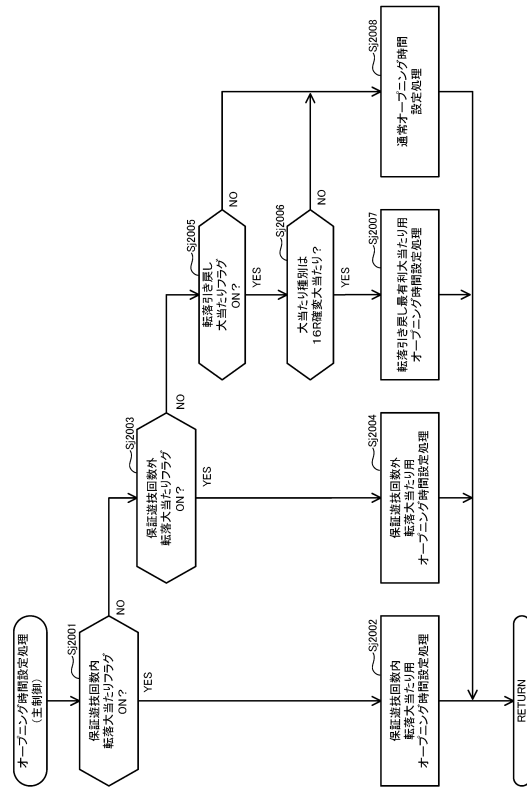 オープニング時間設定処理
(主制御)
Sj2001
保証遊技回数内
転落大当たりフラグ
ON?
NO
YES
Sj2002
保証遊技回数内
転落大当たり用
オープニング時間設定処理
Sj2003
保証遊技回数外
転落大当たりフラグ
ON?
NO
YES
Sj2004
保証遊技回数外
転落大当たり用
オープニング時間設定処理
Sj2005
転落引き戻し
大当たりフラグ
ON?
NO
YES
Sj2006
大当たり種別は
16R確変大当たり?
NO
YES
Sj2007
転落引き戻し最有利大当たり用
オープニング時間設定処理
Sj2008
通常オープニング時間
設定処理
RETURN